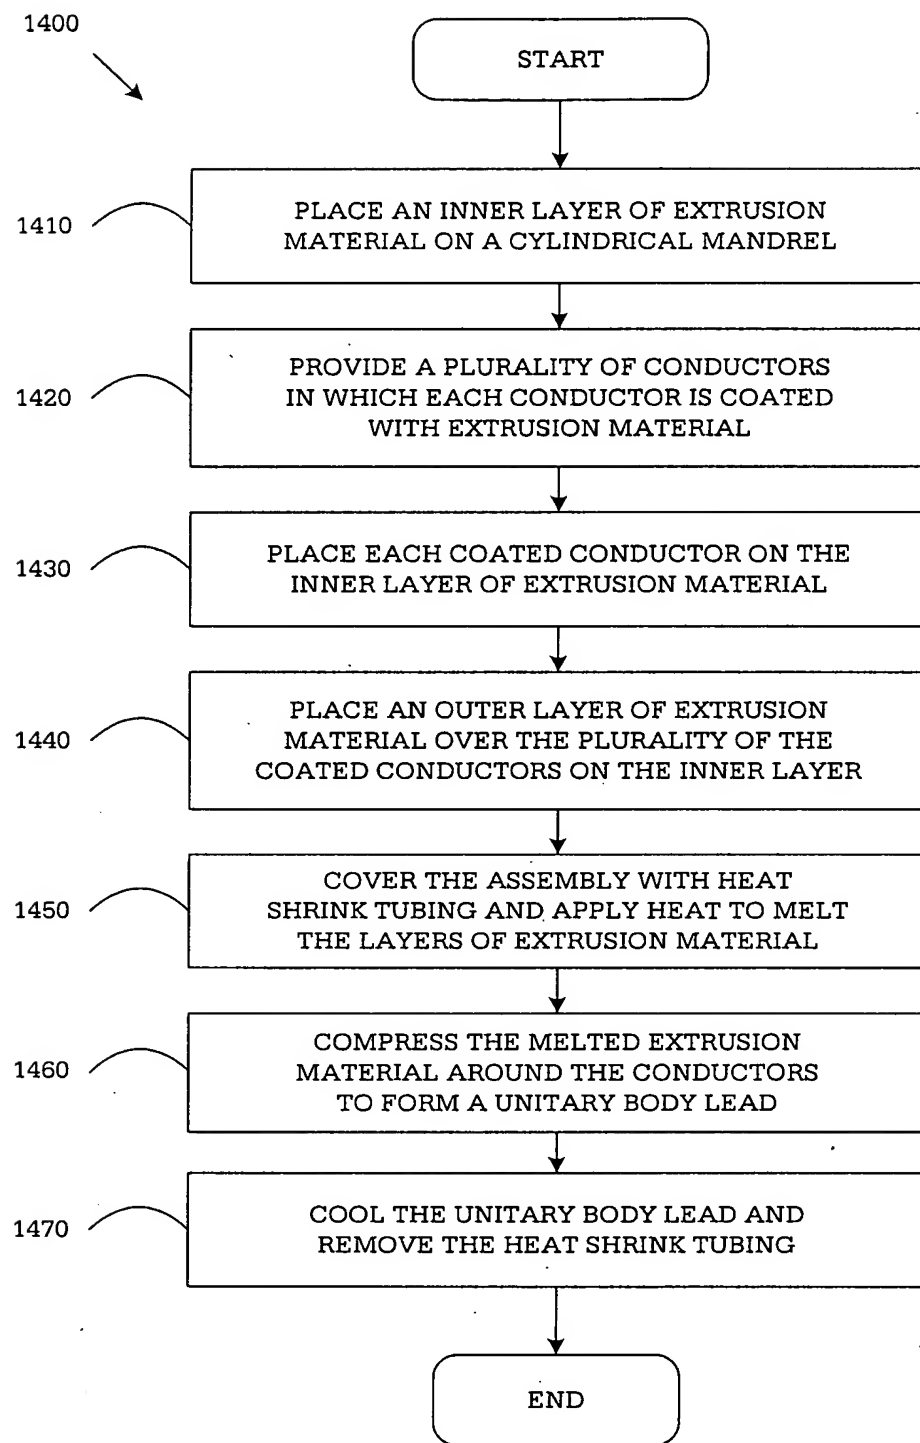 1400
START
1410
PLACE AN INNER LAYER OF EXTRUSION
MATERIAL ON A CYLINDRICAL MANDREL
1420
PROVIDE A PLURALITY OF CONDUCTORS
IN WHICH EACH CONDUCTOR IS COATED
WITH EXTRUSION MATERIAL
1430
PLACE EACH COATED CONDUCTOR ON THE
INNER LAYER OF EXTRUSION MATERIAL
1440
PLACE AN OUTER LAYER OF EXTRUSION
MATERIAL OVER THE PLURALITY OF THE
COATED CONDUCTORS ON THE INNER LAYER
1450
COVER THE ASSEMBLY WITH HEAT
SHRINK TUBING AND APPLY HEAT TO MELT
THE LAYERS OF EXTRUSION MATERIAL
1460
COMPRESS THE MELTED EXTRUSION
MATERIAL AROUND THE CONDUCTORS
TO FORM A UNITARY BODY LEAD
1470
COOL THE UNITARY BODY LEAD AND
REMOVE THE HEAT SHRINK TUBING
END